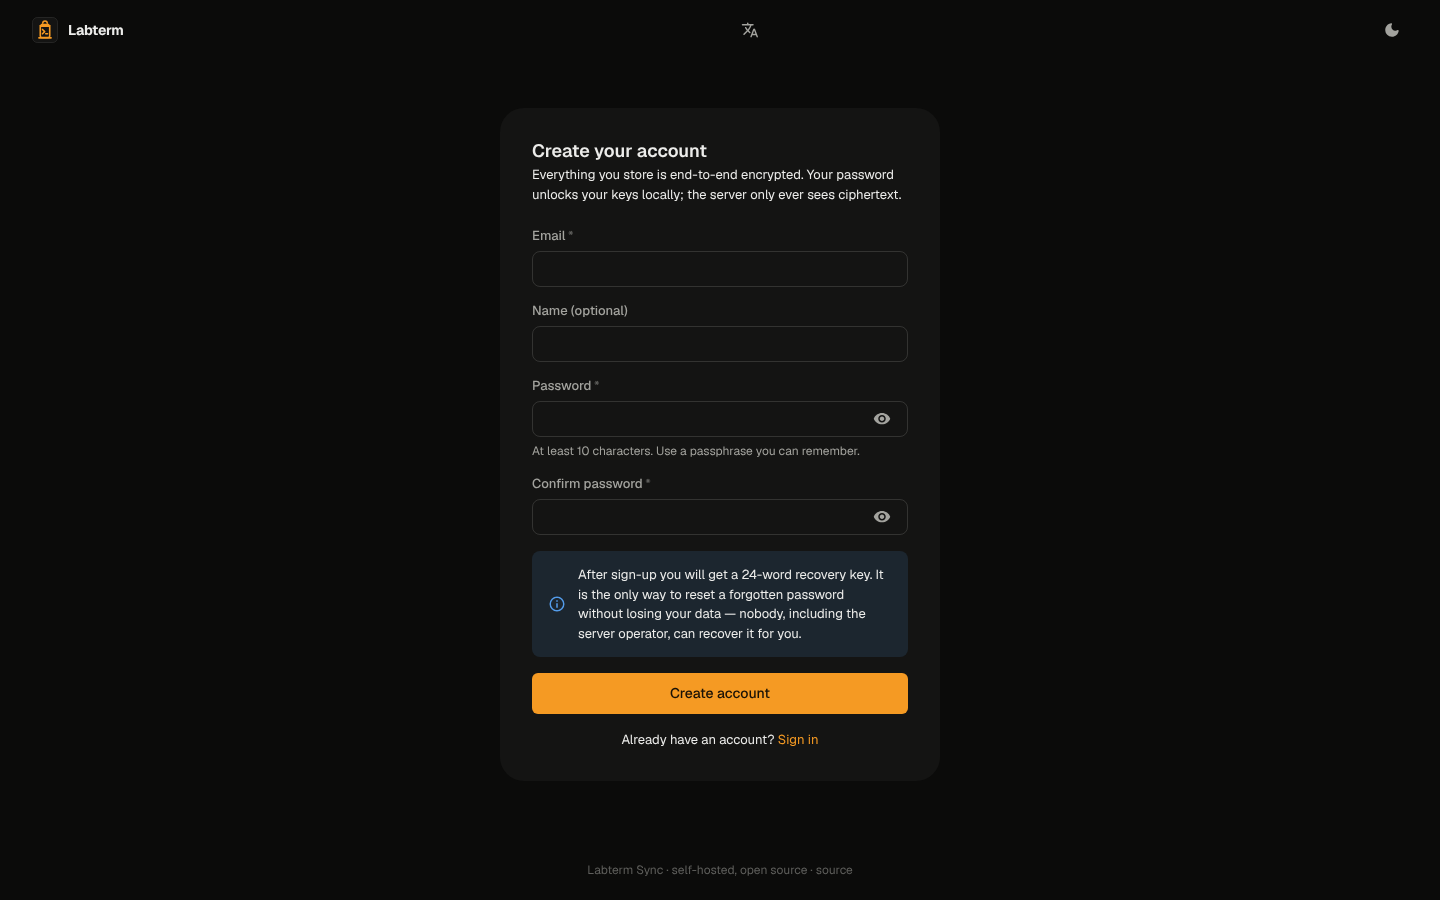 Labterm
Create your account
Everything you store is end-to-end encrypted. Your password
unlocks your keys locally; the server only ever sees ciphertext.
Email *
Name (optional)
Password *
At least 10 characters. Use a passphrase you can remember.
Confirm password *
After sign-up you will get a 24-word recovery key. It
is the only way to reset a forgotten password
without losing your data — nobody, including the
server operator, can recover it for you.
Create account
Already have an account? Sign in
Labterm Sync · self-hosted, open source · source